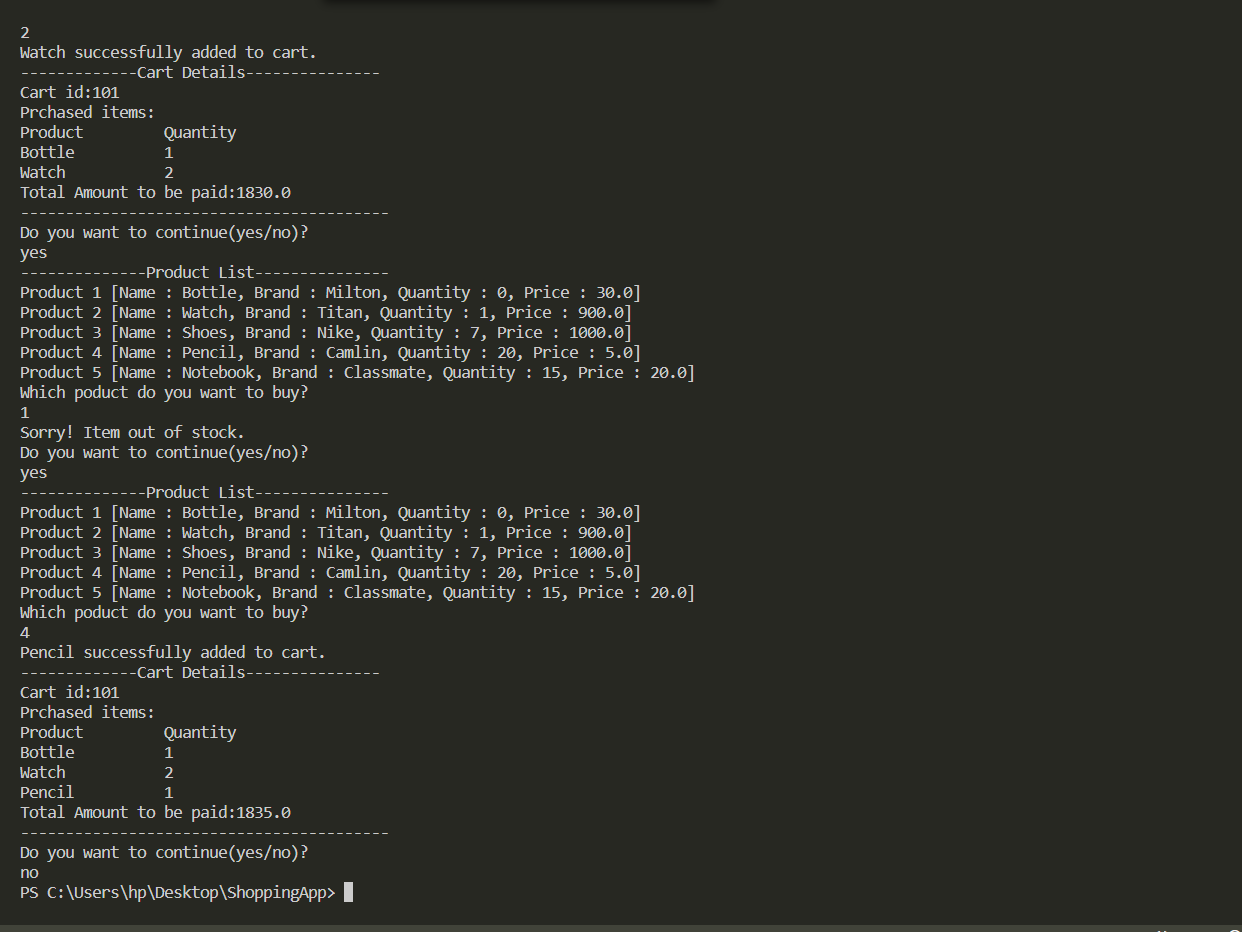 2
Watch successfully added to cart.
-------------Cart Details---------------
Cart id:101
Prchased items:
Product         Quantity
Bottle          1
Watch           2
Total Amount to be paid:1830.0
-----------------------------------------
Do you want to continue(yes/no)?
yes
--------------Product List---------------
Product 1 [Name : Bottle, Brand : Milton, Quantity : 0, Price : 30.0]
Product 2 [Name : Watch, Brand : Titan, Quantity : 1, Price : 900.0]
Product 3 [Name : Shoes, Brand : Nike, Quantity : 7, Price : 1000.0]
Product 4 [Name : Pencil, Brand : Camlin, Quantity : 20, Price : 5.0]
Product 5 [Name : Notebook, Brand : Classmate, Quantity : 15, Price : 20.0]
Which poduct do you want to buy?
1
Sorry! Item out of stock.
Do you want to continue(yes/no)?
yes
--------------Product List---------------
Product 1 [Name : Bottle, Brand : Milton, Quantity : 0, Price : 30.0]
Product 2 [Name : Watch, Brand : Titan, Quantity : 1, Price : 900.0]
Product 3 [Name : Shoes, Brand : Nike, Quantity : 7, Price : 1000.0]
Product 4 [Name : Pencil, Brand : Camlin, Quantity : 20, Price : 5.0]
Product 5 [Name : Notebook, Brand : Classmate, Quantity : 15, Price : 20.0]
Which poduct do you want to buy?
4
Pencil successfully added to cart.
-------------Cart Details---------------
Cart id:101
Prchased items:
Product         Quantity
Bottle          1
Watch           2
Pencil          1
Total Amount to be paid:1835.0
-----------------------------------------
Do you want to continue(yes/no)?
no
PS C:\Users\hp\Desktop\ShoppingApp>